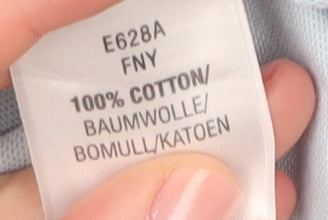 E628A
FNY
100% COTTON/
BAUMWOLLE/
BOMULL/KATOEN